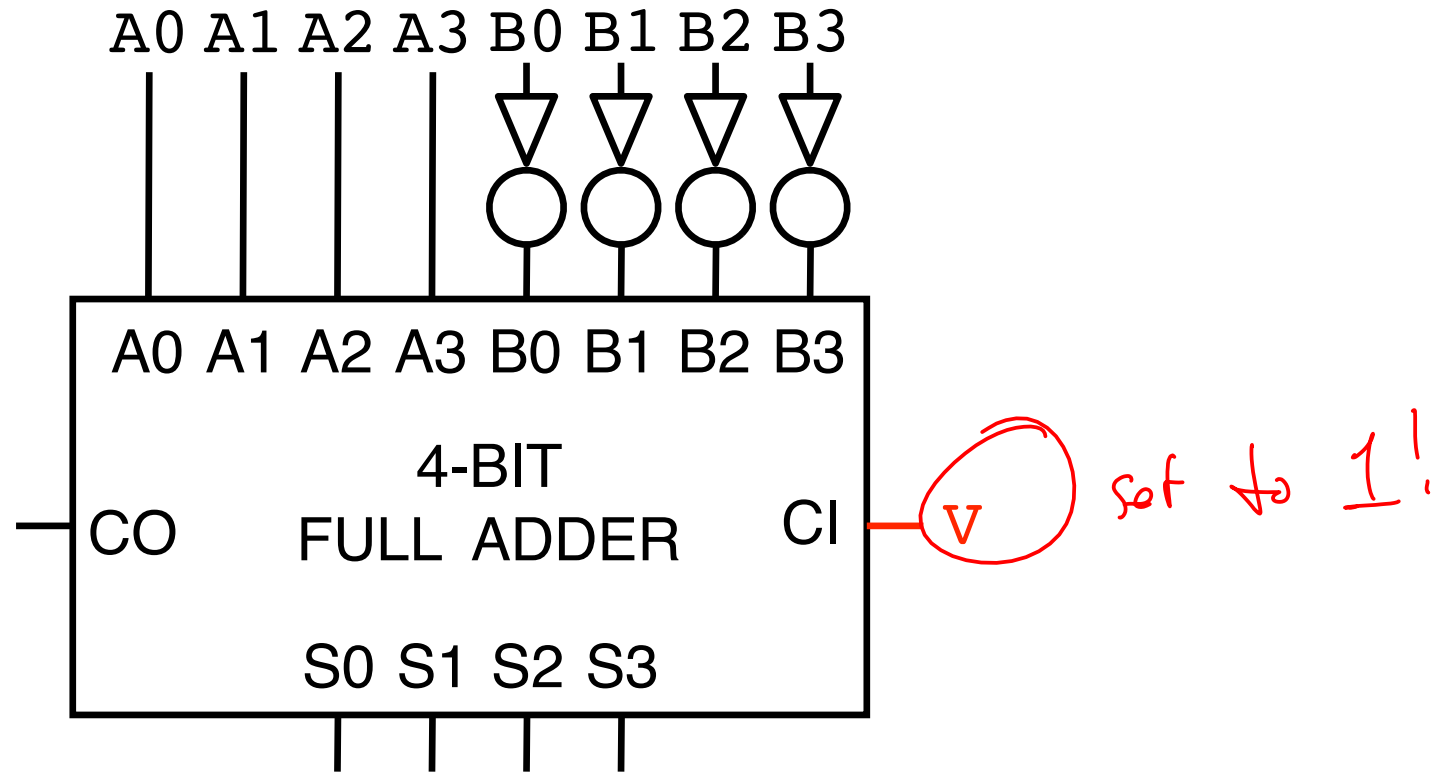 A0 A1 A2 A3 B0 B1 B2 B3
A0 A1 A2 A3 B0 B1 B2 B3
4-BIT
CO FULL ADDER CI V set to 1!
S0 S1 S2 S3